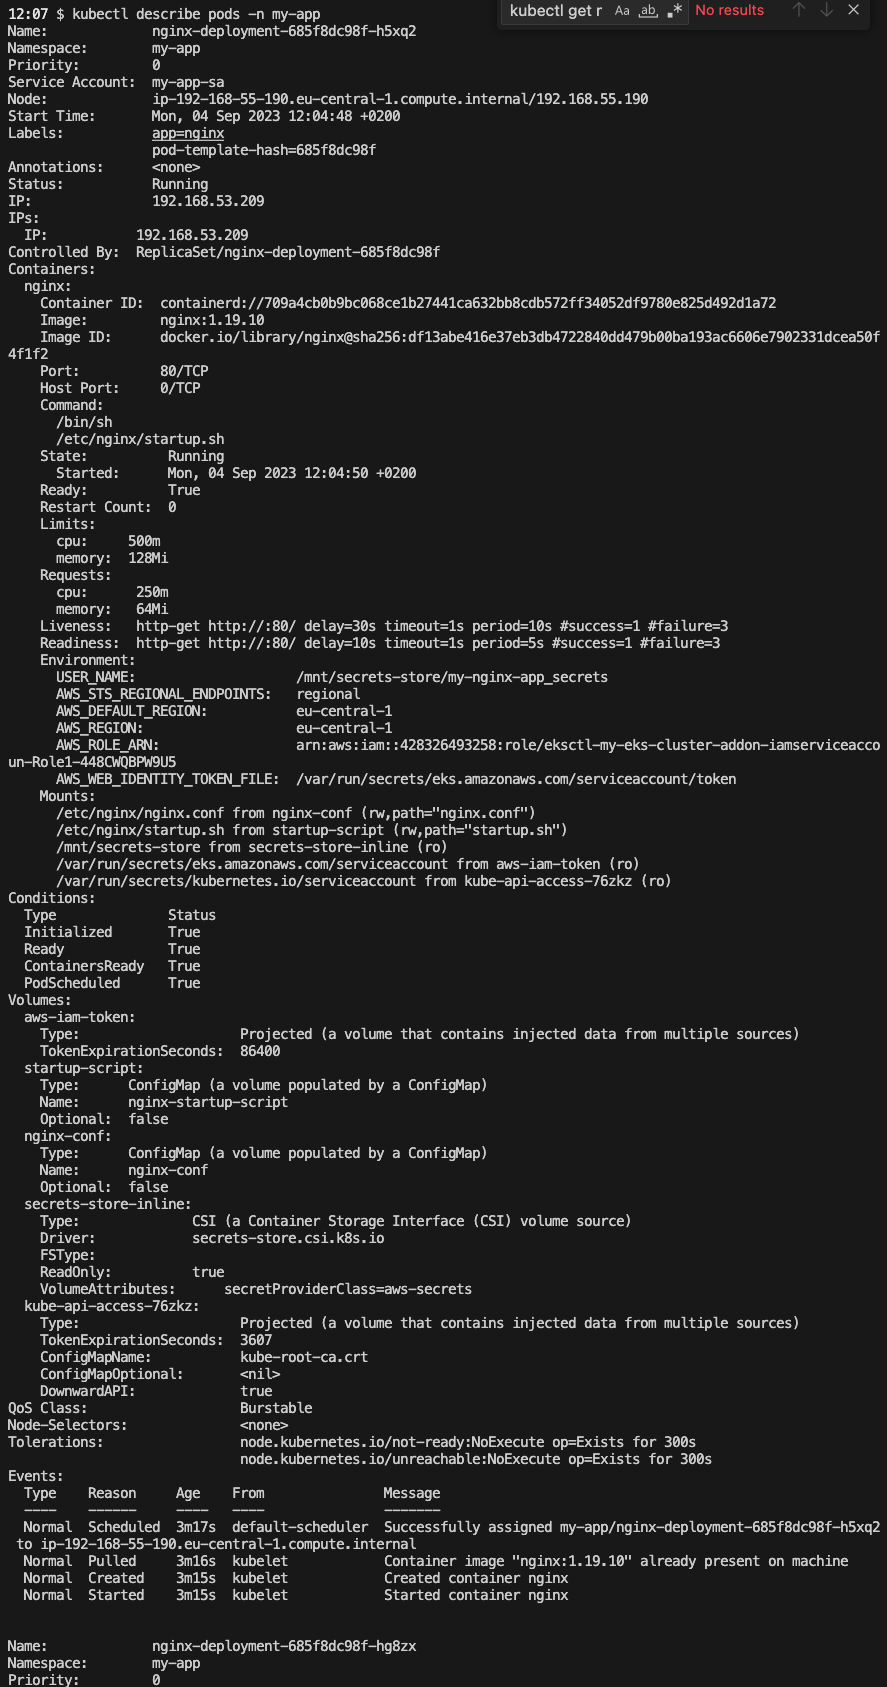 kubectl get r Aa ab .* No results
12:07 $ kubectl describe pods -n my-app
Name: nginx-deployment-685f8dc98f-h5xq2
Namespace: my-app
Priority: 0
Service Account: my-app-sa
Node: ip-192-168-55-190.eu-central-1.compute.internal/192.168.55.190
Start Time: Mon, 04 Sep 2023 12:04:48 +0200
Labels: app=nginx
pod-template-hash=685f8dc98f
Annotations: <none>
Status: Running
IP: 192.168.53.209
IPs:
IP: 192.168.53.209
Controlled By: ReplicaSet/nginx-deployment-685f8dc98f
Containers:
nginx:
Container ID: containerd://709a4cb0b9bc068ce1b27441ca632bb8cdb572ff34052df9780e825d492d1a72
Image: nginx:1.19.10
Image ID: docker.io/library/nginx@sha256:df13abe416e37eb3db4722840dd479b00ba193ac6606e7902331dcea50f
4f1f2
Port: 80/TCP
Host Port: 0/TCP
Command:
/bin/sh
/etc/nginx/startup.sh
State: Running
Started: Mon, 04 Sep 2023 12:04:50 +0200
Ready: True
Restart Count: 0
Limits:
cpu: 500m
memory: 128Mi
Requests:
cpu: 250m
memory: 64Mi
Liveness: http-get http://:80/ delay=30s timeout=1s period=10s #success=1 #failure=3
Readiness: http-get http://:80/ delay=10s timeout=1s period=5s #success=1 #failure=3
Environment:
USER_NAME: /mnt/secrets-store/my-nginx-app_secrets
AWS_STS_REGIONAL_ENDPOINTS: regional
AWS_DEFAULT_REGION: eu-central-1
AWS_REGION: eu-central-1
AWS_ROLE_ARN: arn:aws:iam::428326493258:role/eksctl-my-eks-cluster-addon-iamserviceacco
un-Role1-448CWQBPW9U5
AWS_WEB_IDENTITY_TOKEN_FILE: /var/run/secrets/eks.amazonaws.com/serviceaccount/token
Mounts:
/etc/nginx/nginx.conf from nginx-conf (rw,path="nginx.conf")
/etc/nginx/startup.sh from startup-script (rw,path="startup.sh")
/mnt/secrets-store from secrets-store-inline (ro)
/var/run/secrets/eks.amazonaws.com/serviceaccount from aws-iam-token (ro)
/var/run/secrets/kubernetes.io/serviceaccount from kube-api-access-76zkz (ro)
Conditions:
Type Status
Initialized True
Ready True
ContainersReady True
PodScheduled True
Volumes:
aws-iam-token:
Type: Projected (a volume that contains injected data from multiple sources)
TokenExpirationSeconds: 86400
startup-script:
Type: ConfigMap (a volume populated by a ConfigMap)
Name: nginx-startup-script
Optional: false
nginx-conf:
Type: ConfigMap (a volume populated by a ConfigMap)
Name: nginx-conf
Optional: false
secrets-store-inline:
Type: CSI (a Container Storage Interface (CSI) volume source)
Driver: secrets-store.csi.k8s.io
FSType:
ReadOnly: true
VolumeAttributes: secretProviderClass=aws-secrets
kube-api-access-76zkz:
Type: Projected (a volume that contains injected data from multiple sources)
TokenExpirationSeconds: 3607
ConfigMapName: kube-root-ca.crt
ConfigMapOptional: <nil>
DownwardAPI: true
QoS Class: Burstable
Node-Selectors: <none>
Tolerations: node.kubernetes.io/not-ready:NoExecute op=Exists for 300s
node.kubernetes.io/unreachable:NoExecute op=Exists for 300s
Events:
Type Reason Age From Message
---- ------ ---- ---- -------
Normal Scheduled 3m17s default-scheduler Successfully assigned my-app/nginx-deployment-685f8dc98f-h5xq2
to ip-192-168-55-190.eu-central-1.compute.internal
Normal Pulled 3m16s kubelet Container image "nginx:1.19.10" already present on machine
Normal Created 3m15s kubelet Created container nginx
Normal Started 3m15s kubelet Started container nginx
Name: nginx-deployment-685f8dc98f-hg8zx
Namespace: my-app
Priority: 0